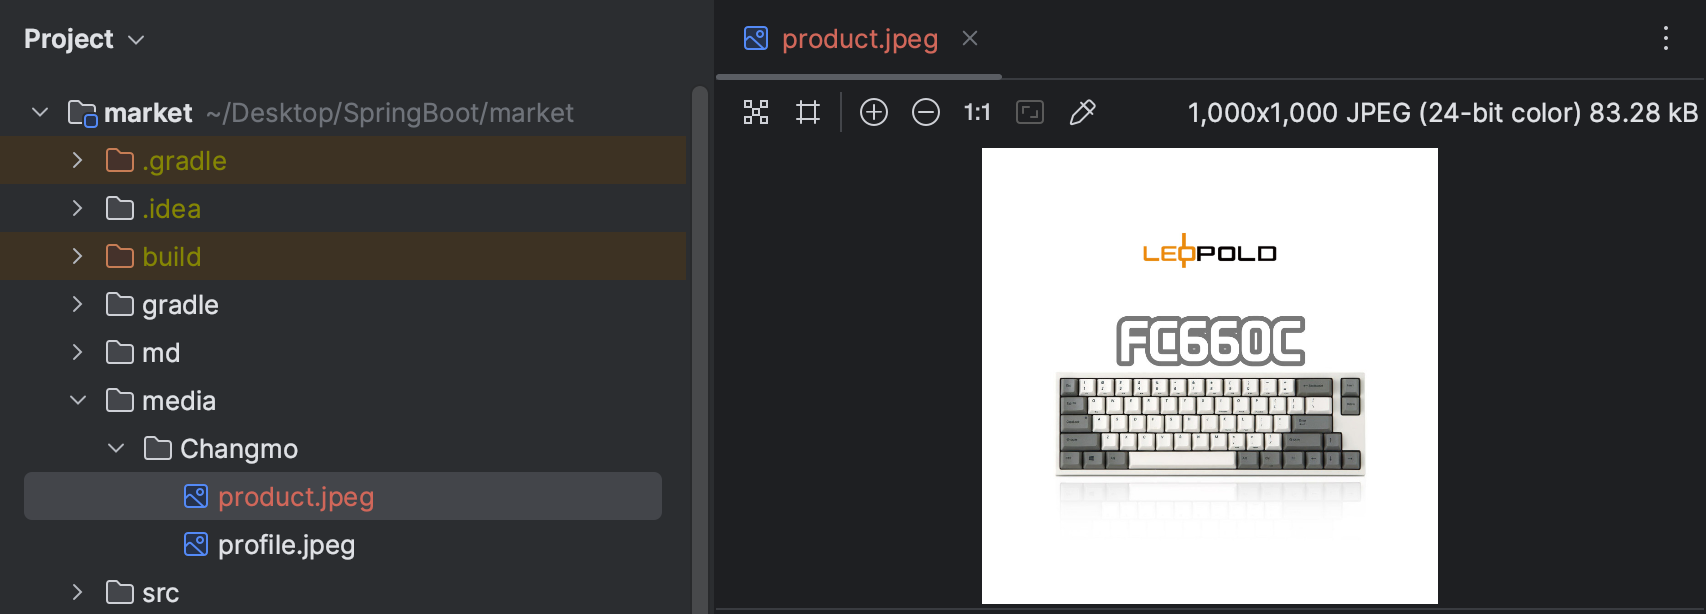 Project
market ~/Desktop/SpringBoot/market
.gradle
.idea
build
gradle
md
media
Changmo
product.jpeg
profile.jpeg
src
product.jpeg
1:1
1,000x1,000 JPEG (24-bit color) 83.28 kB
LEOPOLD
FC660C